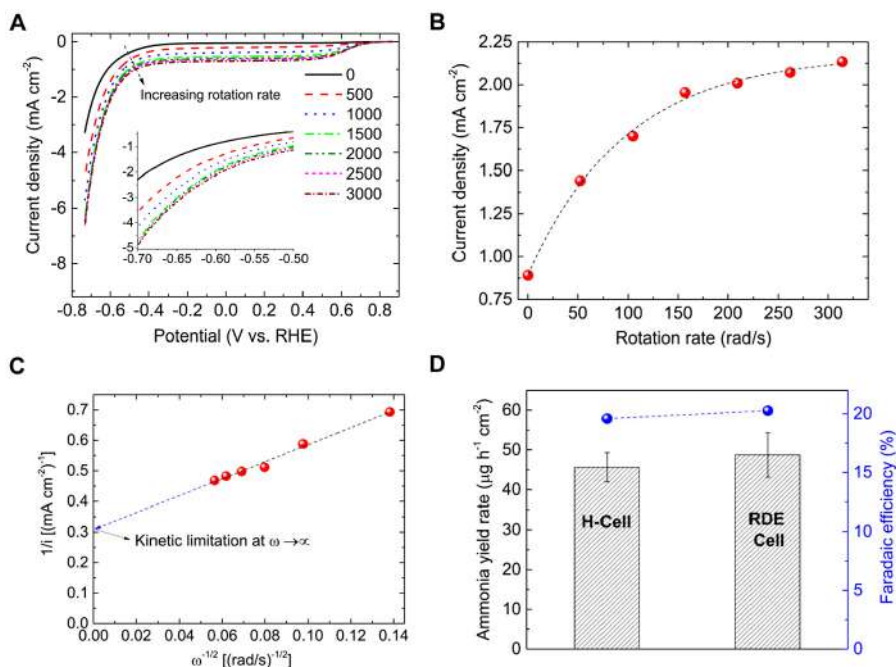 A
0
-2
-4
-6
-8
Current density (mA cm⁻²)
-0.8 -0.6 -0.4 -0.2 0.0 0.2 0.4 0.6 0.8
Potential (V vs. RHE)
Increasing rotation rate
0
500
1000
1500
2000
2500
3000
-1
-2
-3
-4
-5
-0.70 -0.65 -0.60 -0.55 -0.50
B
2.25
2.00
1.75
1.50
1.25
1.00
0.75
Current density (mA cm⁻²)
0 50 100 150 200 250 300
Rotation rate (rad/s)
C
0.7
0.6
0.5
0.4
0.3
0.2
0.1
0.0
1/i [(mA cm⁻²)⁻¹]
Kinetic limitation at ω →∞
0.00 0.02 0.04 0.06 0.08 0.10 0.12 0.14
ω⁻¹ᐟ² [(rad/s)⁻¹ᐟ²]
D
60
50
40
30
20
10
0
Ammonia yield rate (μg h⁻¹ cm⁻²)
H-Cell
RDE
Cell
20
15
10
5
0
Faradaic efficiency (%)